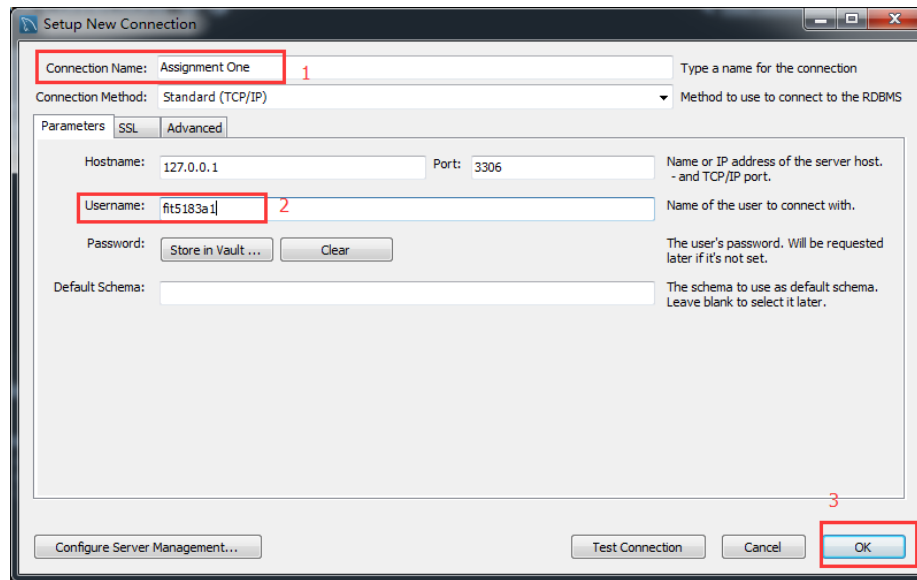 Setup New Connection
Connection Name: Assignment One 1 Type a name for the connection
Connection Method: Standard (TCP/IP) Method to use to connect to the RDBMS
Parameters SSL Advanced
Hostname: 127.0.0.1 Port: 3306 Name or IP address of the server host.
- and TCP/IP port.
Username: fit5183a1 2 Name of the user to connect with.
Password: Store in Vault ... Clear The user's password. Will be requested
later if it's not set.
Default Schema: The schema to use as default schema.
Leave blank to select it later.
3
Configure Server Management... Test Connection Cancel OK